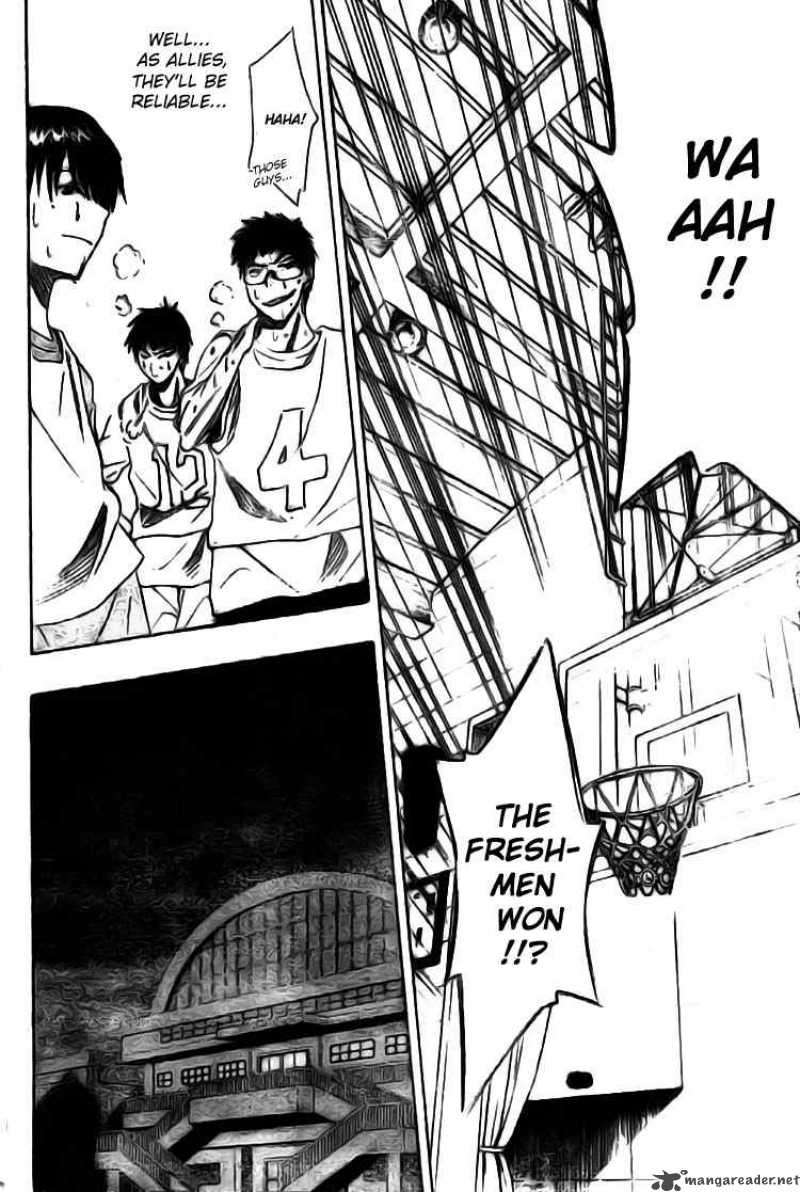 WA
AAH
!!
THE
FRESH-
MEN
WON
!!?
HAHA!
THOSE
GUYS...
WELL...
AS ALLIES,
THEY'LL BE
RELIABLE...
4
mangareader.net